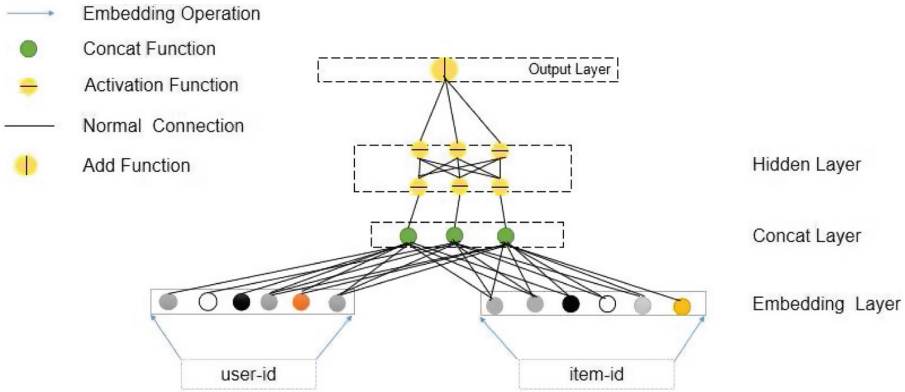 Embedding Operation
Concat Function
Activation Function
Normal Connection
Add Function
Output Layer
Hidden Layer
Concat Layer
Embedding Layer
user-id
item-id